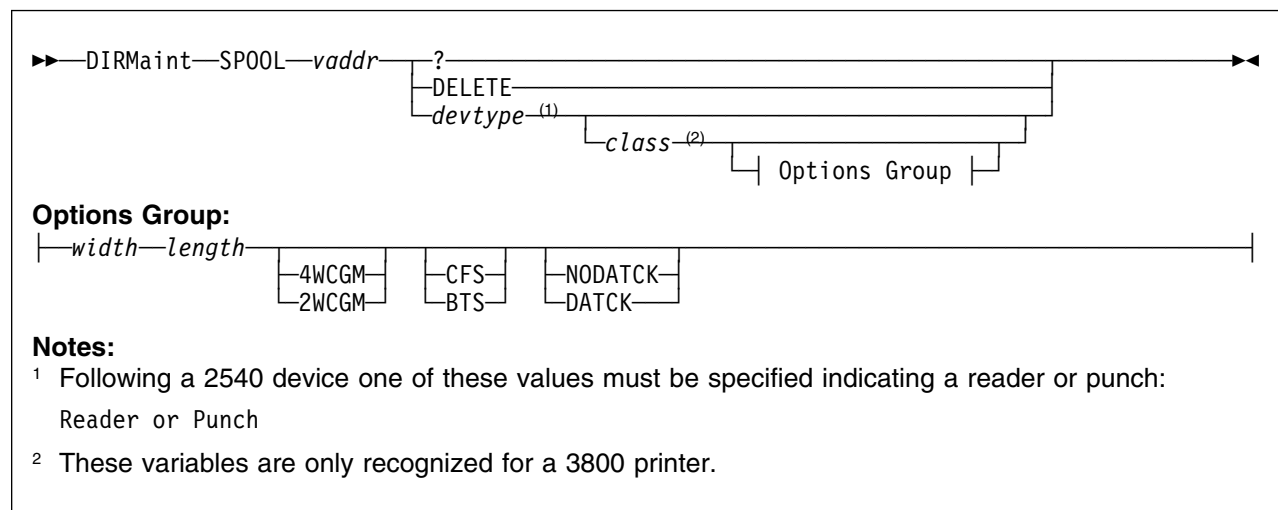 DIRMaint SPOOL vaddr ?
DELETE
devtype (1)
class (2)
Options Group
Options Group:
width length
4WCGM CFS NODATCK
2WCGM BTS DATCK
Notes:
1 Following a 2540 device one of these values must be specified indicating a reader or punch:
Reader or Punch
2 These variables are only recognized for a 3800 printer.